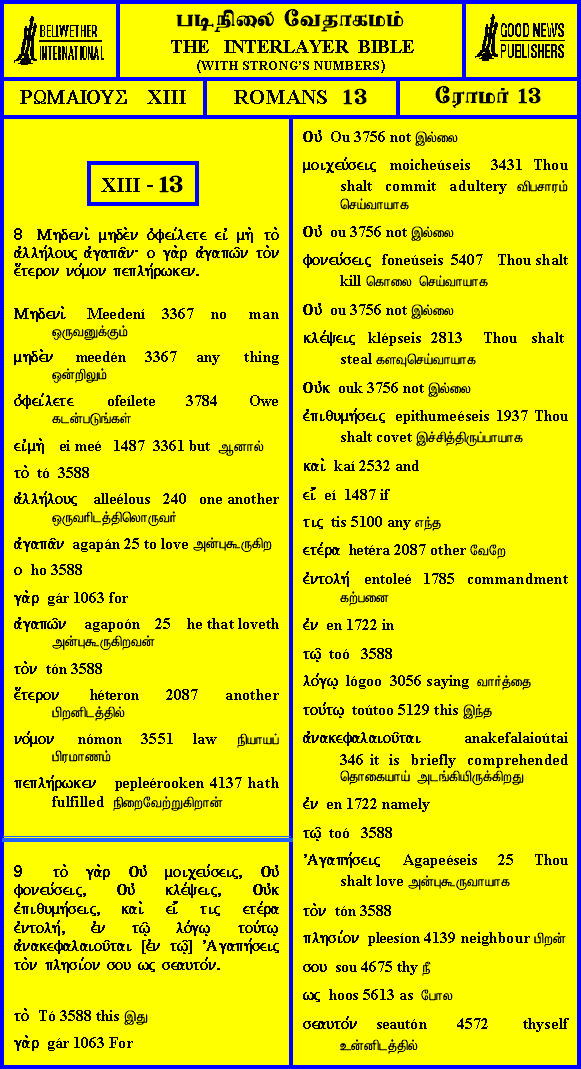 BELLWETHER
INTERNATIONAL
படிநிலை வேதாகமம்
THE INTERLAYER BIBLE
(WITH STRONG'S NUMBERS)
GOOD NEWS
PUBLISHERS
ΡΩΜΑΙΟΥΣ XIII
ROMANS 13
ரோமர் 13
XIII - 13
8 Μηδενὶ μηδὲν ὀφείλετε εἰ μὴ τὸ
ἀλλήλους ἀγαπᾶν· ο γὰρ ἀγαπῶν τὸν
ἕτερον νόμον πεπλήρωκεν.
Μηδενὶ Meedení 3367 no man
ஒருவனுக்கும்
μηδὲν meedén 3367 any thing
ஒன்றிலும்
ὀφείλετε ofeílete 3784 Owe
கடன்படுங்கள்
εἰμὴ ei meé 1487 3361 but ஆனால்
τὸ tó 3588
ἀλλήλους alleélous 240 one another
ஒருவரிடத்திலொருவர்
ἀγαπᾶν agapán 25 to love அன்புகூருகிற
ο ho 3588
γὰρ gár 1063 for
ἀγαπῶν agapoón 25 he that loveth
அன்புகூருகிறவன்
τὸν tón 3588
ἕτερον héteron 2087 another
பிறனிடத்தில்
νόμον nómon 3551 law நியாயப்
பிரமாணம்
πεπλήρωκεν pepleérooken 4137 hath
fulfilled நிறைவேற்றுகிறான்
9 τὸ γὰρ Οὐ μοιχεύσεις, Οὐ
φονεύσεις, Οὐ κλέψεις, Οὐκ
ἐπιθυμήσεις, καὶ εἴ τις ετέρα
ἐντολή, ἐν τῷ λόγῳ τούτῳ
ἀνακεφαλαιοῦται [ἐν τῷ] Ἀγαπήσεις
τὸν πλησίον σου ως σεαυτόν.
τὸ Tó 3588 this இது
γὰρ gár 1063 For
Οὐ Ou 3756 not இல்லை
μοιχεύσεις moicheúseis 3431 Thou
shalt commit adultery விபசாரம்
செய்வாயாக
Οὐ ou 3756 not இல்லை
φονεύσεις foneúseis 5407 Thou shalt
kill கொலை செய்வாயாக
Οὐ ou 3756 not இல்லை
κλέψεις klépseis 2813 Thou shalt
steal களவுசெய்வாயாக
Οὐκ ouk 3756 not இல்லை
ἐπιθυμήσεις epithumeéseis 1937 Thou
shalt covet இச்சித்திருப்பாயாக
καὶ kaí 2532 and
εἴ eí 1487 if
τις tis 5100 any எந்த
ετέρα hetéra 2087 other வேறே
ἐντολή entoleé 1785 commandment
கற்பனை
ἐν en 1722 in
τῷ toó 3588
λόγῳ lógoo 3056 saying வார்த்தை
τούτῳ toútoo 5129 this இந்த
ἀνακεφαλαιοῦται anakefalaioútai
346 it is briefly comprehended
தொகையாய் அடங்கியிருக்கிறது
ἐν en 1722 namely
τῷ toó 3588
Ἀγαπήσεις Agapeéseis 25 Thou
shalt love அன்புகூருவாயாக
τὸν tón 3588
πλησίον pleesíon 4139 neighbour பிறன்
σου sou 4675 thy நீ
ως hoos 5613 as போல
σεαυτόν seautón 4572 thyself
உன்னிடத்தில்